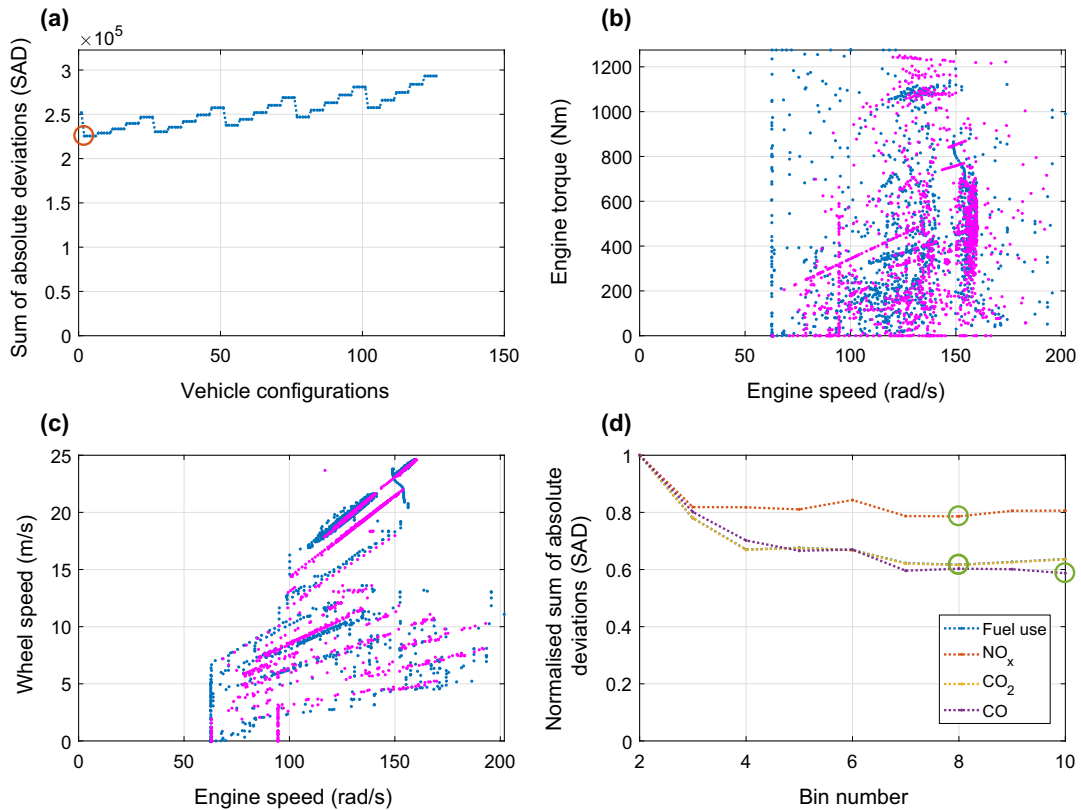 (a)
×10⁵
3
2.5
2
1.5
1
0.5
0
0 50 100 150
Sum of absolute deviations (SAD)
Vehicle configurations
(b)
1200
1000
800
600
400
200
0
0 50 100 150 200
Engine torque (Nm)
Engine speed (rad/s)
(c)
25
20
15
10
5
0
0 50 100 150 200
Wheel speed (m/s)
Engine speed (rad/s)
(d)
1
0.8
0.6
0.4
0.2
0
2 4 6 8 10
Normalised sum of absolute
deviations (SAD)
Bin number
Fuel use
NOₓ
CO₂
CO